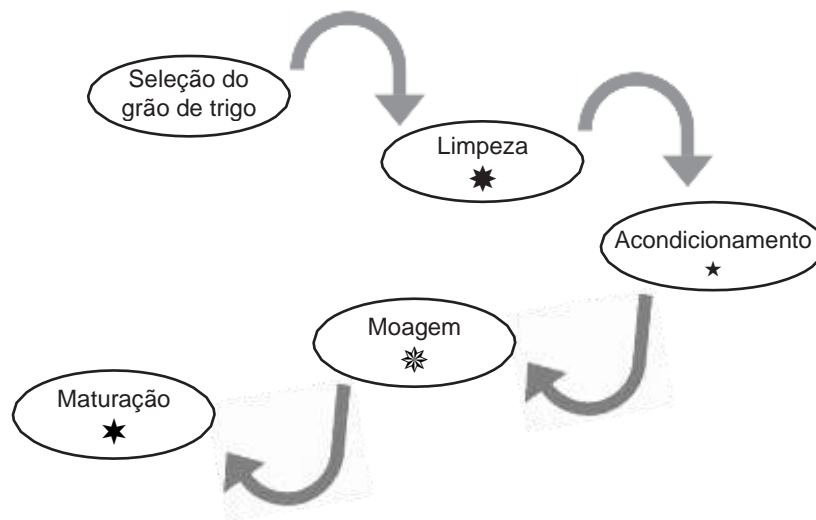 Seleção do
grão de trigo
Limpeza
Acondicionamento
Moagem
Maturação